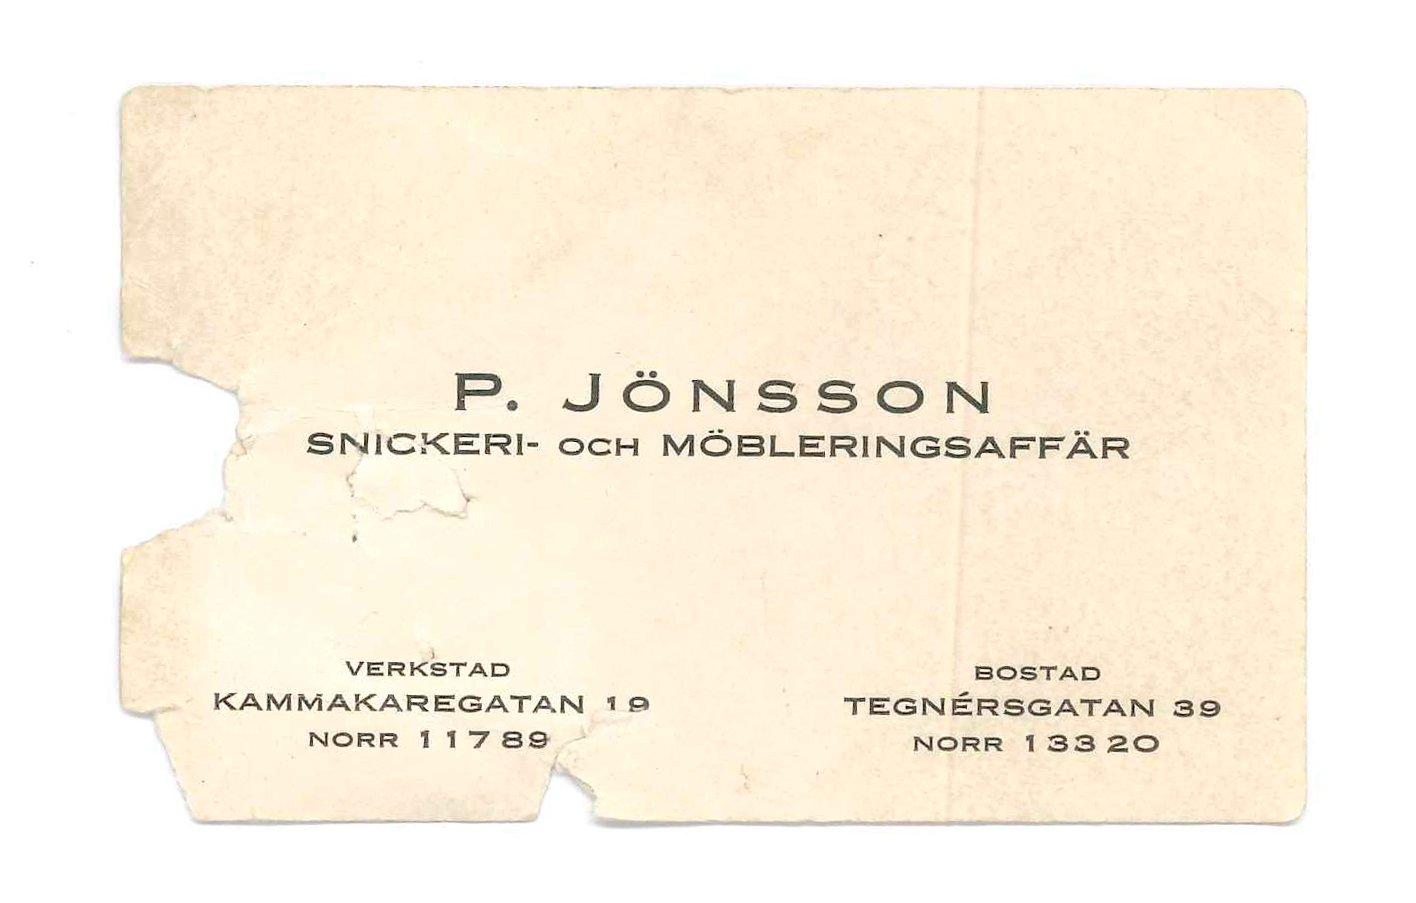 P. JÖNSSON
SNICKERI- OCH MÖBLERINGSAFFÄR
VERKSTAD
KAMMAKAREGATAN 19
NORR 11789
BOSTAD
TEGNÉRSGATAN 39
NORR 13320